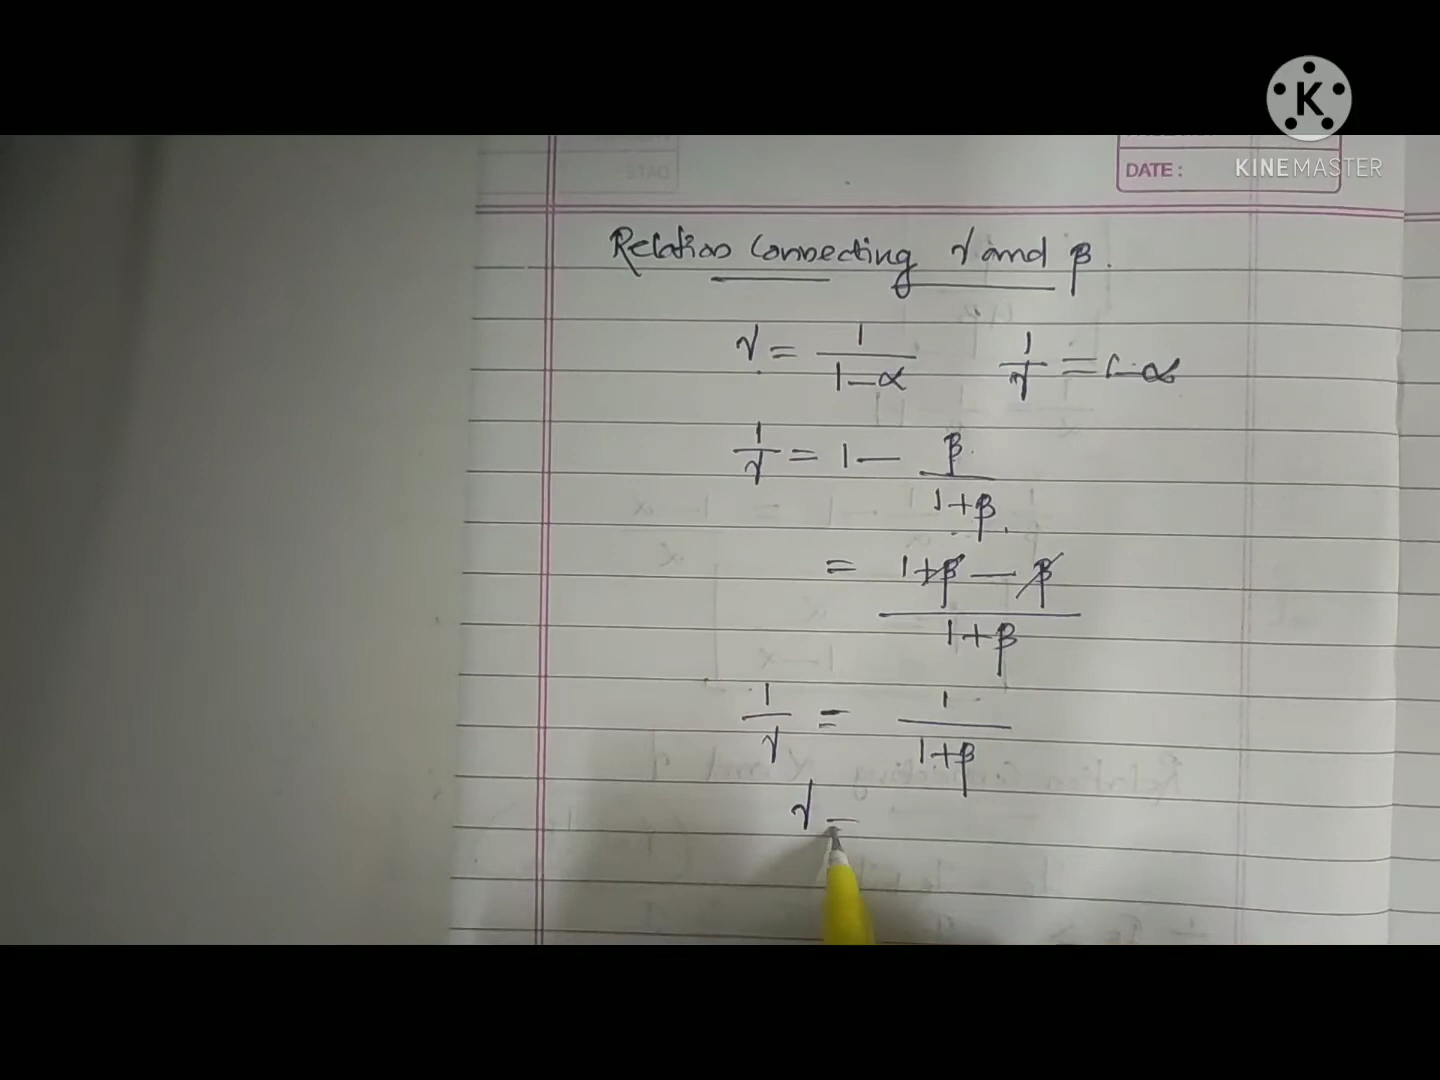 K
KINEMASTER
DATE :
Relation Connecting γ and β.
γ = 1/(1-α)   1/γ = 1-α
1/γ = 1 - β/(1+β)
= (1+β-β)/(1+β)
1/γ = 1/(1+β)
γ =